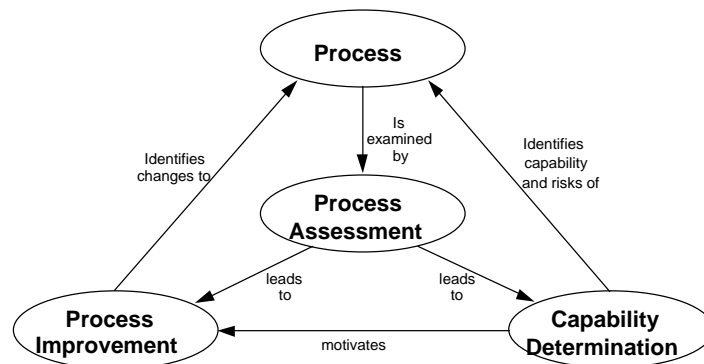 Process
Is
examined
by
Identifies
changes to
Identifies
capability
and risks of
Process
Assessment
leads
to
leads
to
Process
Improvement
motivates
Capability
Determination